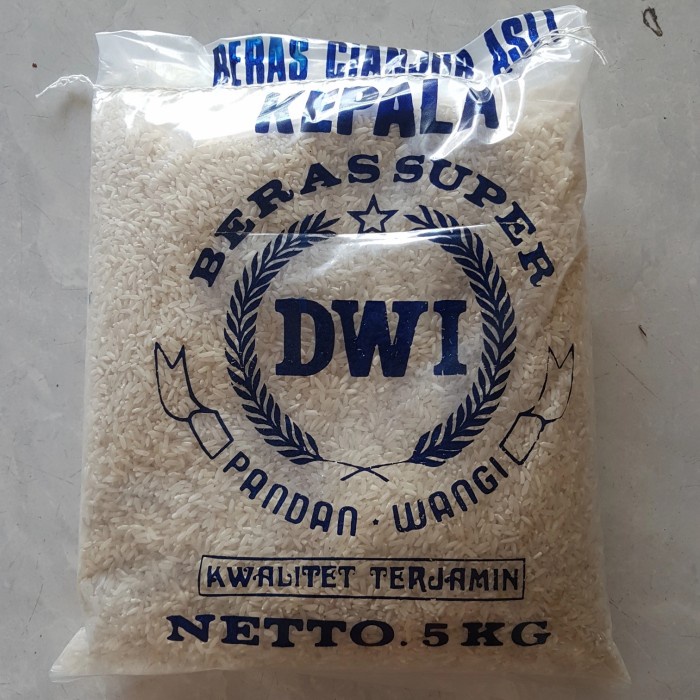 BERAS CIANJUR ASLI
KEPALA
BERAS SUPER
DWI
PANDAN · WANGI
KWALITET TERJAMIN
NETTO. 5 KG